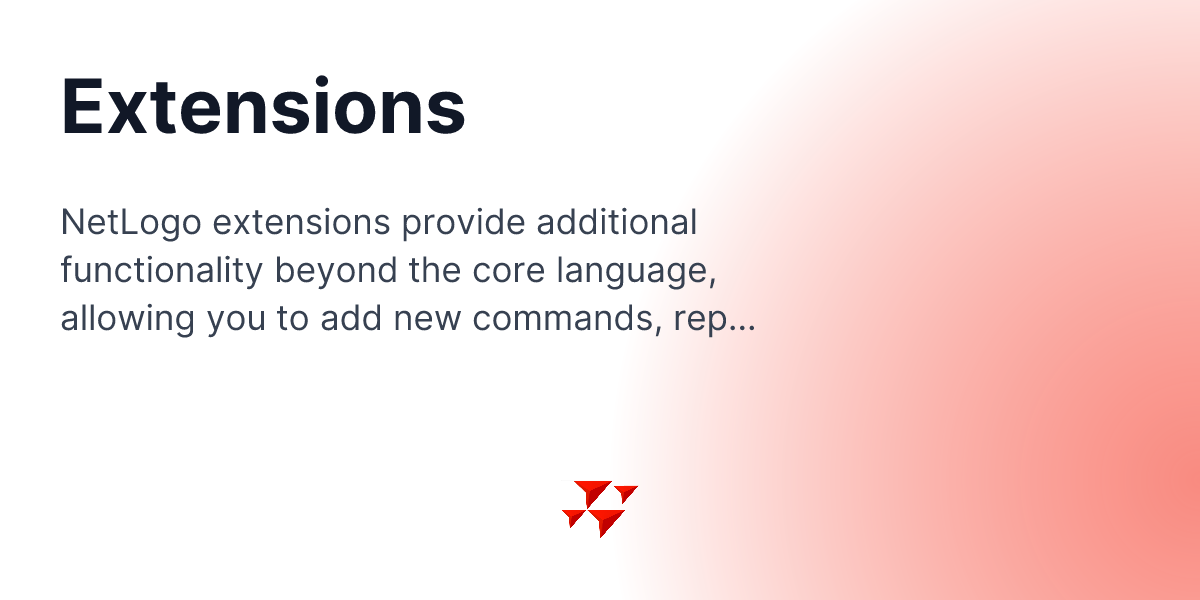 Extensions
NetLogo extensions provide additional
functionality beyond the core language,
allowing you to add new commands, rep...